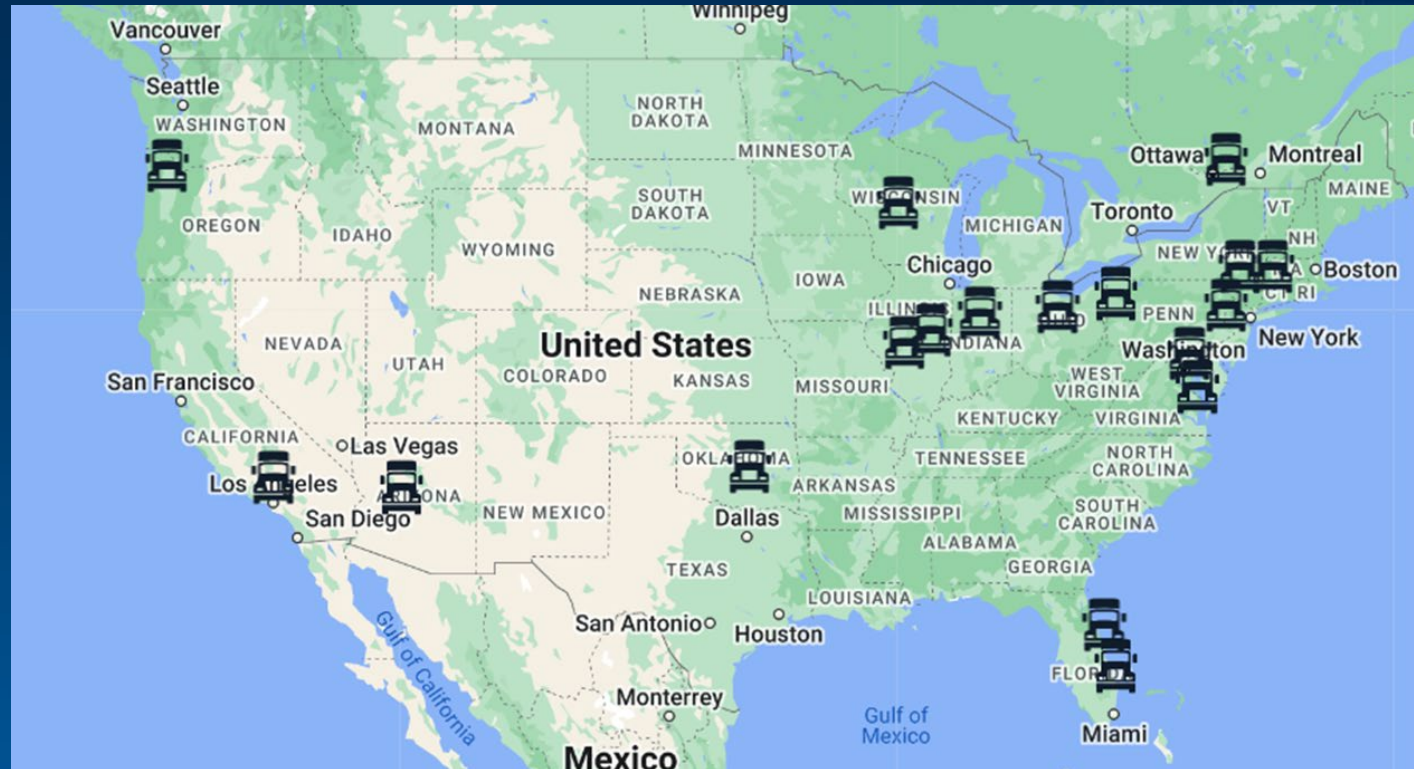 Winnipeg
Vancouver
Seattle
WASHINGTON
NORTH
DAKOTA
MONTANA
MINNESOTA
Ottawa
Montreal
MAINE
SOUTH
DAKOTA
OREGON
IDAHO
WYOMING
MICHIGAN
Toronto
VT
NH
NEW
Boston
CT RI
Chicago
IOWA
NEBRASKA
PENN
New York
NEVADA
UTAH
United States
COLORADO
KANSAS
MISSOURI
WEST
VIRGINIA
VIRGINIA
KENTUCKY
San Francisco
CALIFORNIA
Las Vegas
TENNESSEE
NORTH
CAROLINA
ARKANSAS
San Diego
NEW MEXICO
Dallas
MISSISSIPPI
SOUTH
CAROLINA
ALABAMA
GEORGIA
TEXAS
LOUISIANA
San Antonio
Houston
Gulf of California
Monterrey
Gulf of
Mexico
Miami
Mexico